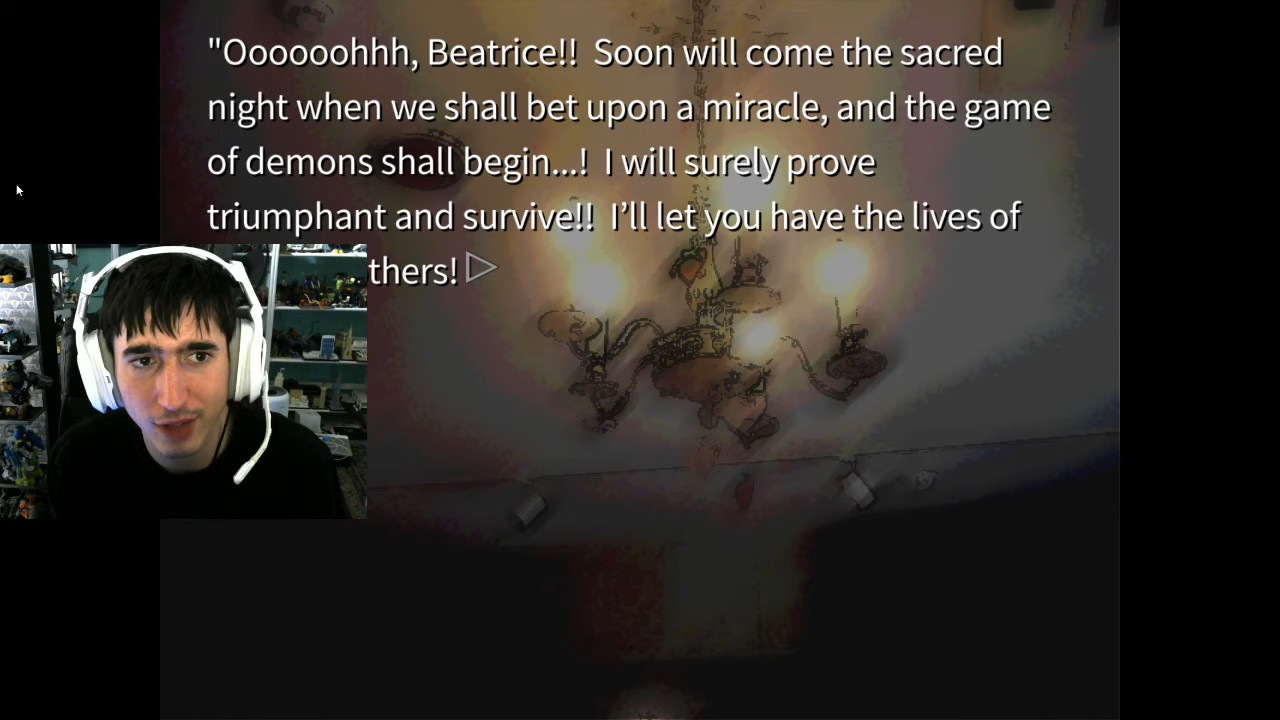 "Oooooohhh, Beatrice!! Soon will come the sacred
night when we shall bet upon a miracle, and the game
of demons shall begin...! I will surely prove
triumphant and survive!! I’ll let you have the lives of
thers!